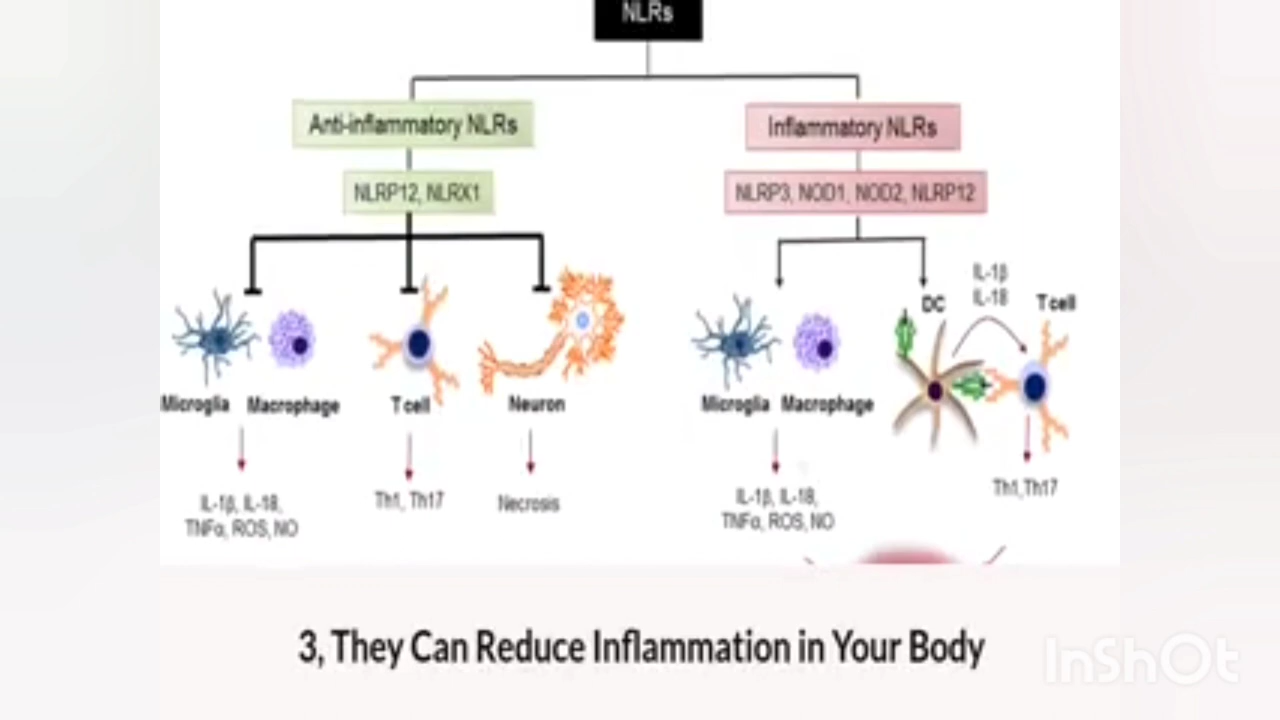 NLRs
Anti-inflammatory NLRs
Inflammatory NLRs
NLRP12, NLRX1
NLRP3, NOD1, NOD2, NLRP12
IL-1β
IL-18
DC
T cell
Microglia
Macrophage
T cell
Neuron
Microglia
Macrophage
IL-1β, IL-18,
TNFα, ROS, NO
Th1, Th17
Necrosis
IL-1β, IL-18,
TNFα, ROS, NO
Th1,Th17
3, They Can Reduce Inflammation in Your Body
InShOt